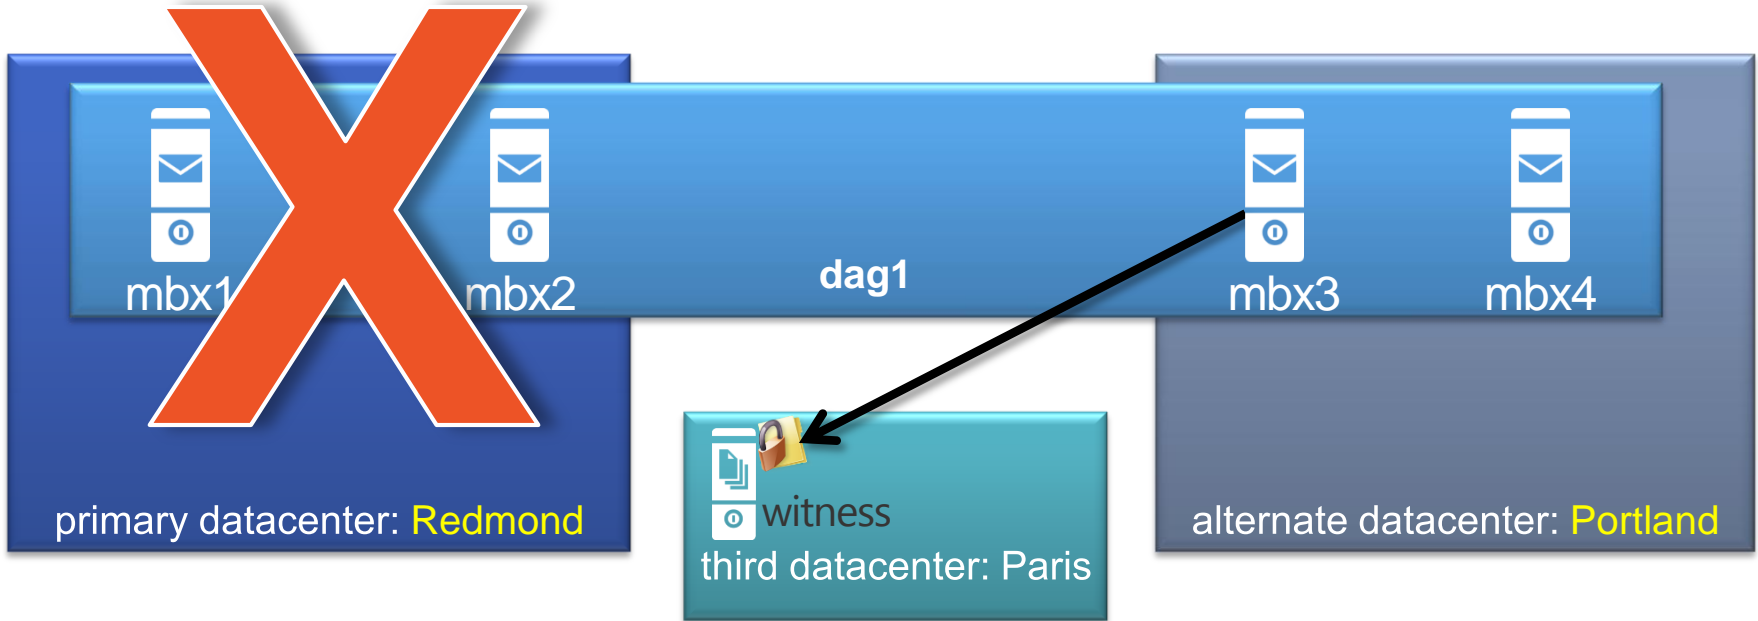 mbx1
mbx2
dag1
mbx3
mbx4
primary datacenter: Redmond
witness
third datacenter: Paris
alternate datacenter: Portland